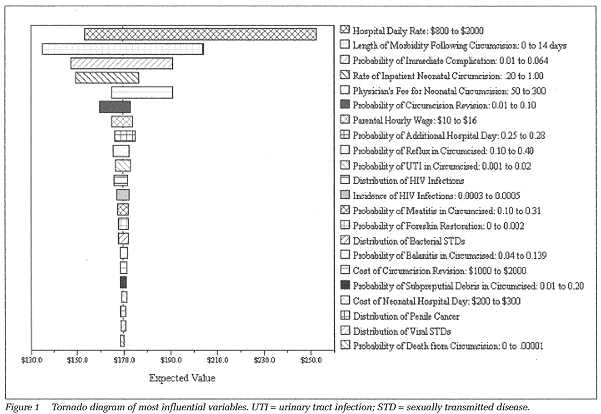 Hospital Daily Rate: $800 to $2000
Length of Morbidity Following Circumcision: 0 to 14 days
Probability of Immediate Complication: 0.01 to 0.064
Rate of Inpatient Neonatal Circumcision: .20 to 1.00
Physician's Fee for Neonatal Circumcision: 50 to 300
Probability of Circumcision Revision: 0.01 to 0.10
Parental Hourly Wage: $10 to $16
Probability of Additional Hospital Day: 0.25 to 0.28
Probability of Reflux in Circumcised: 0.10 to 0.40
Probability of UTI in Circumcised: 0.001 to 0.02
Distribution of HIV Infections
Incidence of HIV Infections: 0.0003 to 0.0005
Probability of Meatitis in Circumcised: 0.10 to 0.31
Probability of Foreskin Restoration: 0 to 0.002
Distribution of Bacterial STDs
Probability of Balanitis in Circumcised: 0.04 to 0.139
Cost of Circumcision Revision: $1000 to $2000
Probability of Subpreputial Debris in Circumcised: 0.01 to 0.20
Cost of Neonatal Hospital Day: $200 to $300
Distribution of Penile Cancer
Distribution of Viral STDs
Probability of Death from Circumcision: 0 to .00001
$130.0 $150.0 $170.0 $190.0 $210.0 $230.0 $250.0
Expected Value
Figure 1 Tornado diagram of most influential variables. UTI = urinary tract infection; STD = sexually transmitted disease.